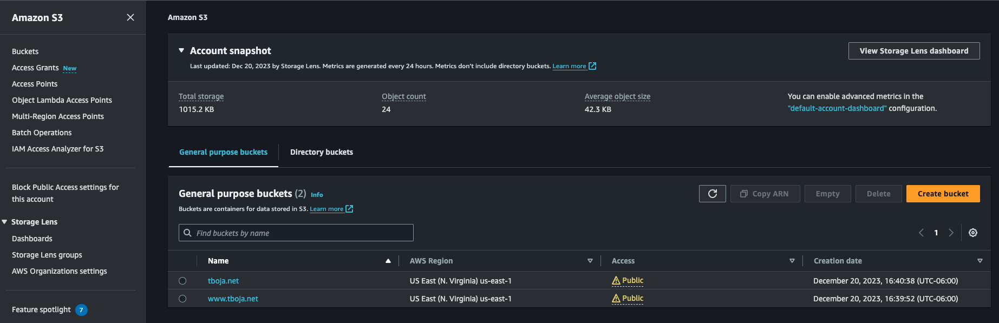 Amazon S3
Buckets
Access Grants New
Access Points
Object Lambda Access Points
Multi-Region Access Points
Batch Operations
IAM Access Analyzer for S3
Block Public Access settings for
this account
Storage Lens
Dashboards
Storage Lens groups
AWS Organizations settings
Feature spotlight 7
Amazon S3
Account snapshot
View Storage Lens dashboard
Last updated: Dec 20, 2023 by Storage Lens. Metrics are generated every 24 hours. Metrics don't include directory buckets. Learn more
Total storage Object count Average object size You can enable advanced metrics in the
1015.2 KB 24 42.3 KB "default-account-dashboard" configuration.
General purpose buckets Directory buckets
General purpose buckets (2) Info
Copy ARN Empty Delete Create bucket
Buckets are containers for data stored in S3. Learn more
Find buckets by name
1
Name AWS Region Access Creation date
tboja.net US East (N. Virginia) us-east-1 Public December 20, 2023, 16:40:38 (UTC-06:00)
www.tboja.net US East (N. Virginia) us-east-1 Public December 20, 2023, 16:39:52 (UTC-06:00)